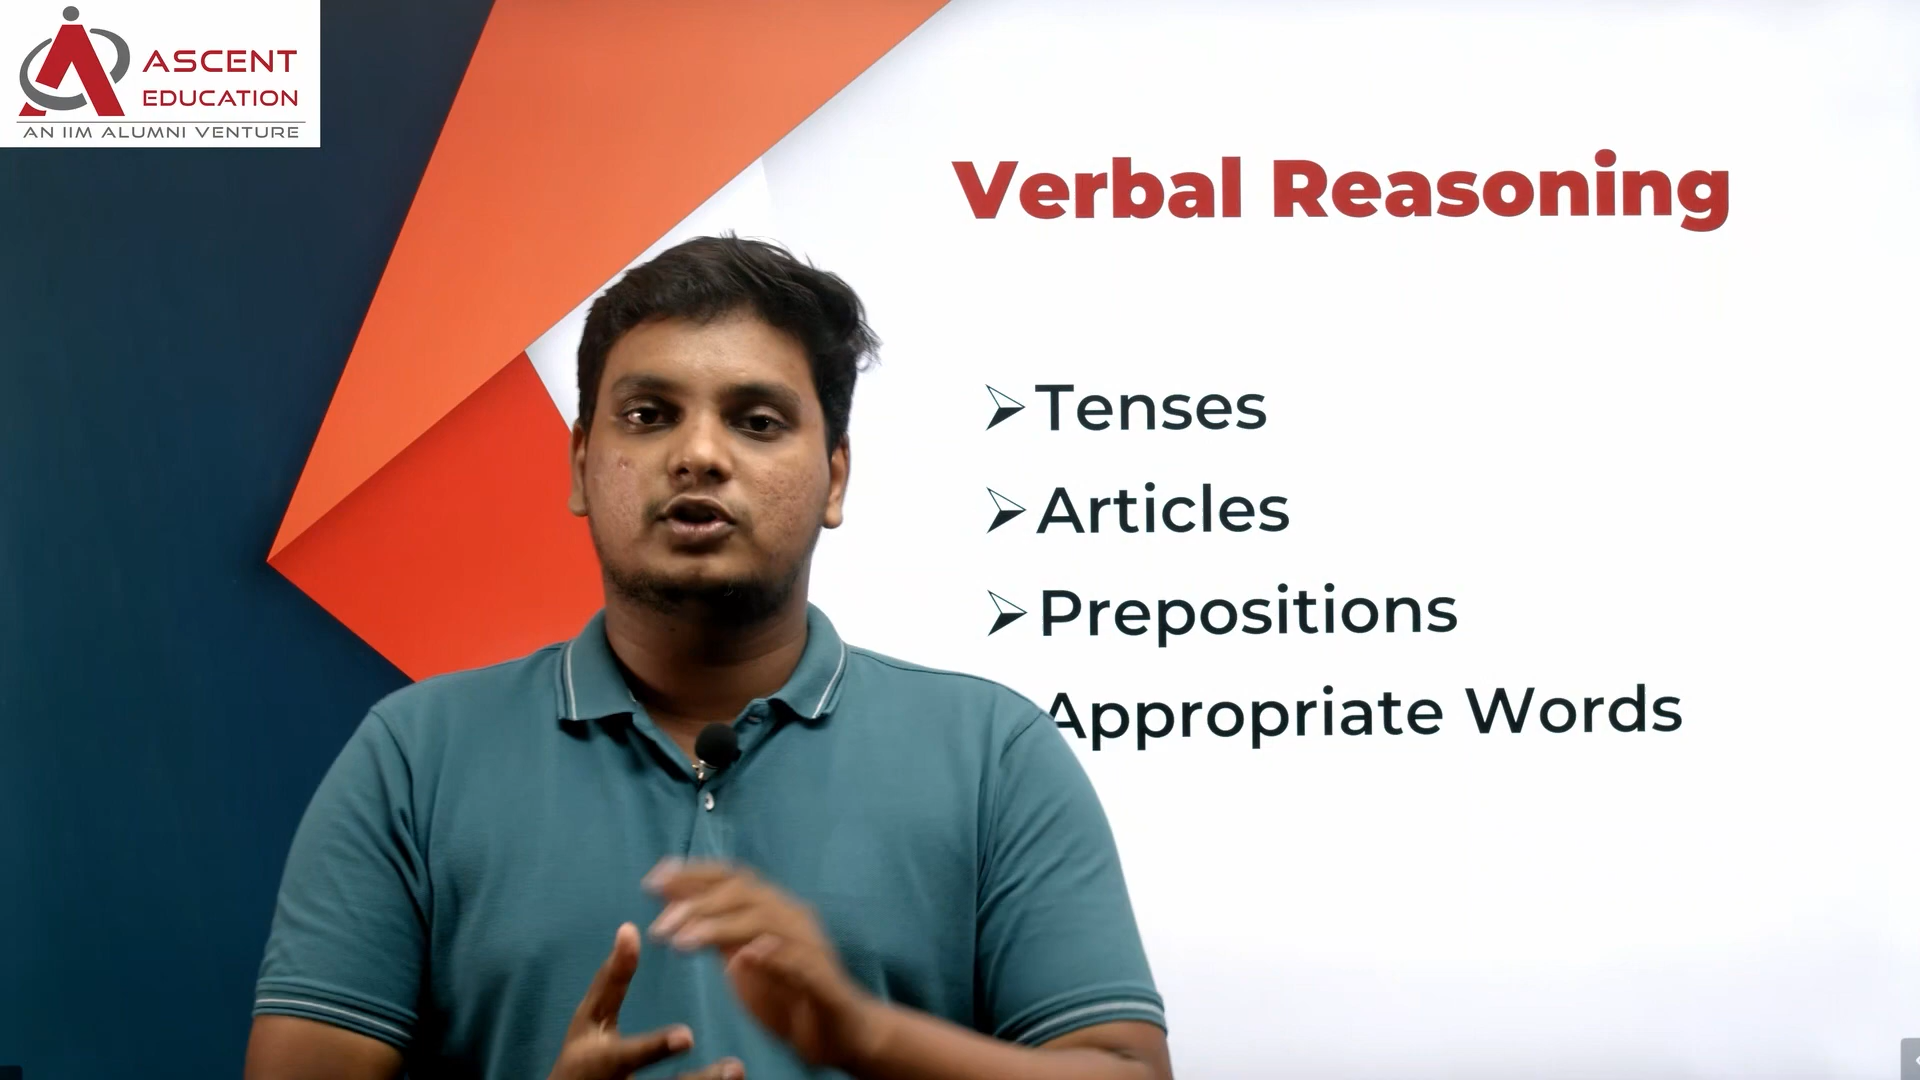 ASCENT
EDUCATION
AN IIM ALUMNI VENTURE
Verbal Reasoning
Tenses
Articles
Prepositions
Appropriate Words